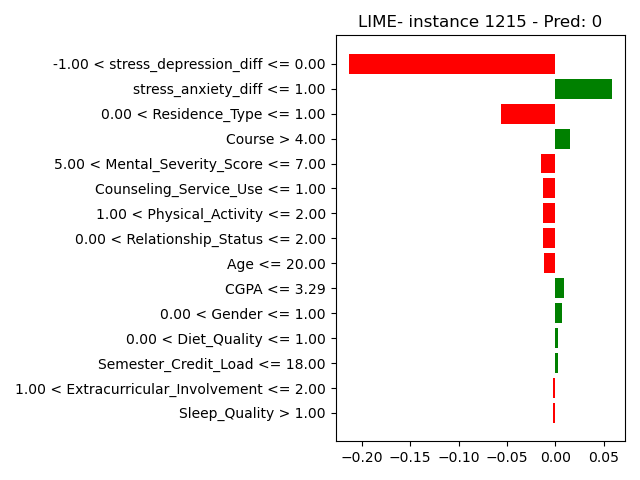 LIME- instance 1215 - Pred: 0
-1.00 < stress_depression_diff <= 0.00
stress_anxiety_diff <= 1.00
0.00 < Residence_Type <= 1.00
Course > 4.00
5.00 < Mental_Severity_Score <= 7.00
Counseling_Service_Use <= 1.00
1.00 < Physical_Activity <= 2.00
0.00 < Relationship_Status <= 2.00
Age <= 20.00
CGPA <= 3.29
0.00 < Gender <= 1.00
0.00 < Diet_Quality <= 1.00
Semester_Credit_Load <= 18.00
1.00 < Extracurricular_Involvement <= 2.00
Sleep_Quality > 1.00
−0.20 −0.15 −0.10 −0.05 0.00 0.05